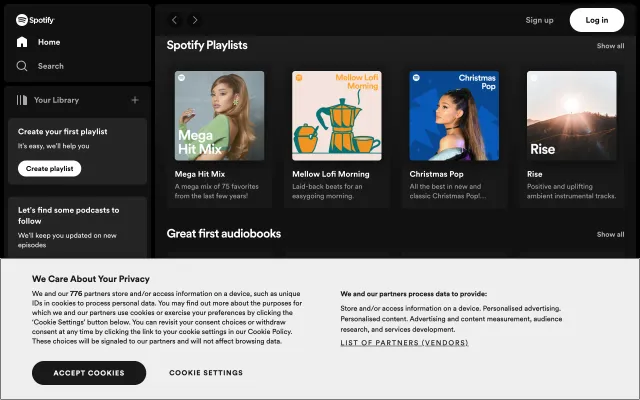 Spotify
Home
Search
Your Library
Create your first playlist
It's easy, we'll help you
Create playlist
Let's find some podcasts to
follow
We'll keep you updated on new
episodes
Sign up
Log in
Spotify Playlists
Show all
Mega
Hit Mix
Mega Hit Mix
A mega mix of 75 favorites
from the last few years!
Mellow Lofi
Morning
Mellow Lofi Morning
Laid-back beats for an
easygoing morning.
Christmas
Pop
Christmas Pop
All the best in new and
classic Christmas Pop!...
Rise
Rise
Positive and uplifting
ambient instrumental tracks.
Great first audiobooks
Show all
We Care About Your Privacy
We and our 776 partners store and/or access information on a device, such as unique
IDs in cookies to process personal data. You may find out more about the purposes for
which we and our partners use cookies or exercise your preferences by clicking the
'Cookie Settings' button below. You can revisit your consent choices or withdraw
consent at any time by clicking the link to your cookie settings in our Cookie Policy.
These choices will be signaled to our partners and will not affect browsing data.
We and our partners process data to provide:
Store and/or access information on a device. Personalised advertising.
Personalised content. Advertising and content measurement, audience
research, and services development.
LIST OF PARTNERS (VENDORS)
ACCEPT COOKIES
COOKIE SETTINGS